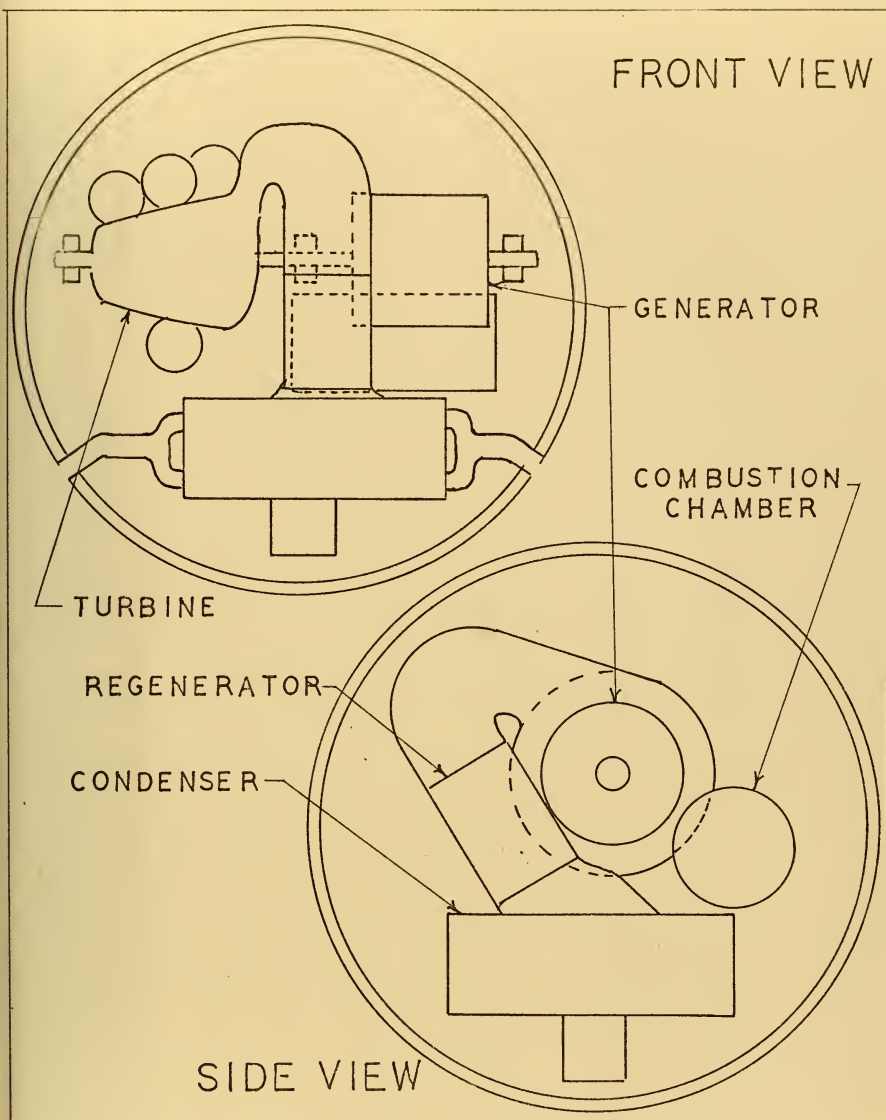 FRONT VIEW
GENERATOR
COMBUSTION
CHAMBER
TURBINE
REGENERATOR
CONDENSER
SIDE VIEW